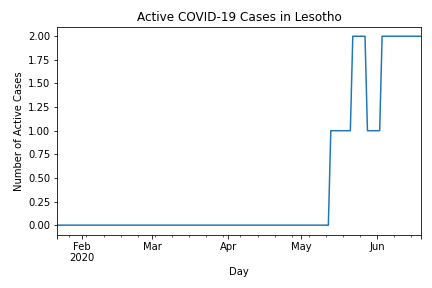 Active COVID-19 Cases in Lesotho
Number of Active Cases
2.00
1.75
1.50
1.25
1.00
0.75
0.50
0.25
0.00
Feb
2020
Mar
Apr
May
Jun
Day